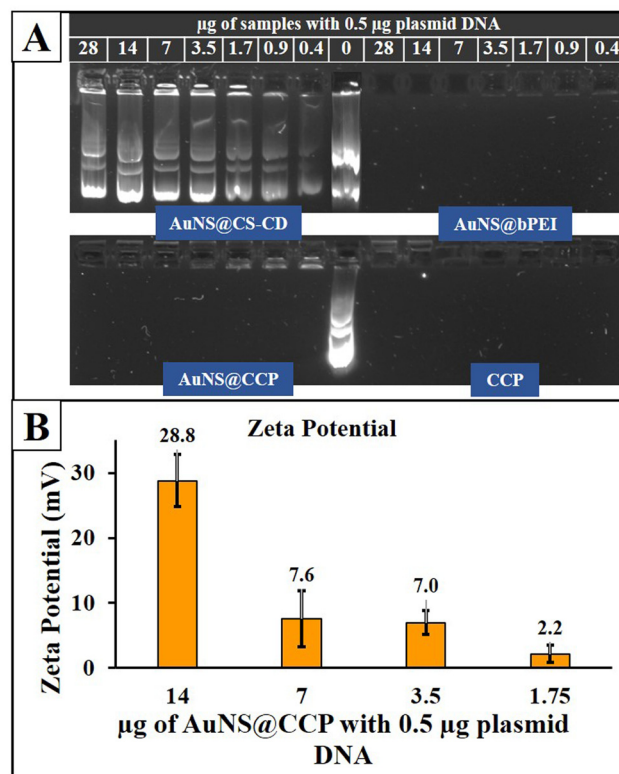 A
μg of samples with 0.5 μg plasmid DNA
28 14 7 3.5 1.7 0.9 0.4 0 28 14 7 3.5 1.7 0.9 0.4
AuNS@CS-CD AuNS@bPEI
AuNS@CCP CCP
B
Zeta Potential
Zeta Potential (mV)
30
20
10
0
28.8
7.6
7.0
2.2
14 7 3.5 1.75
μg of AuNS@CCP with 0.5 μg plasmid
DNA